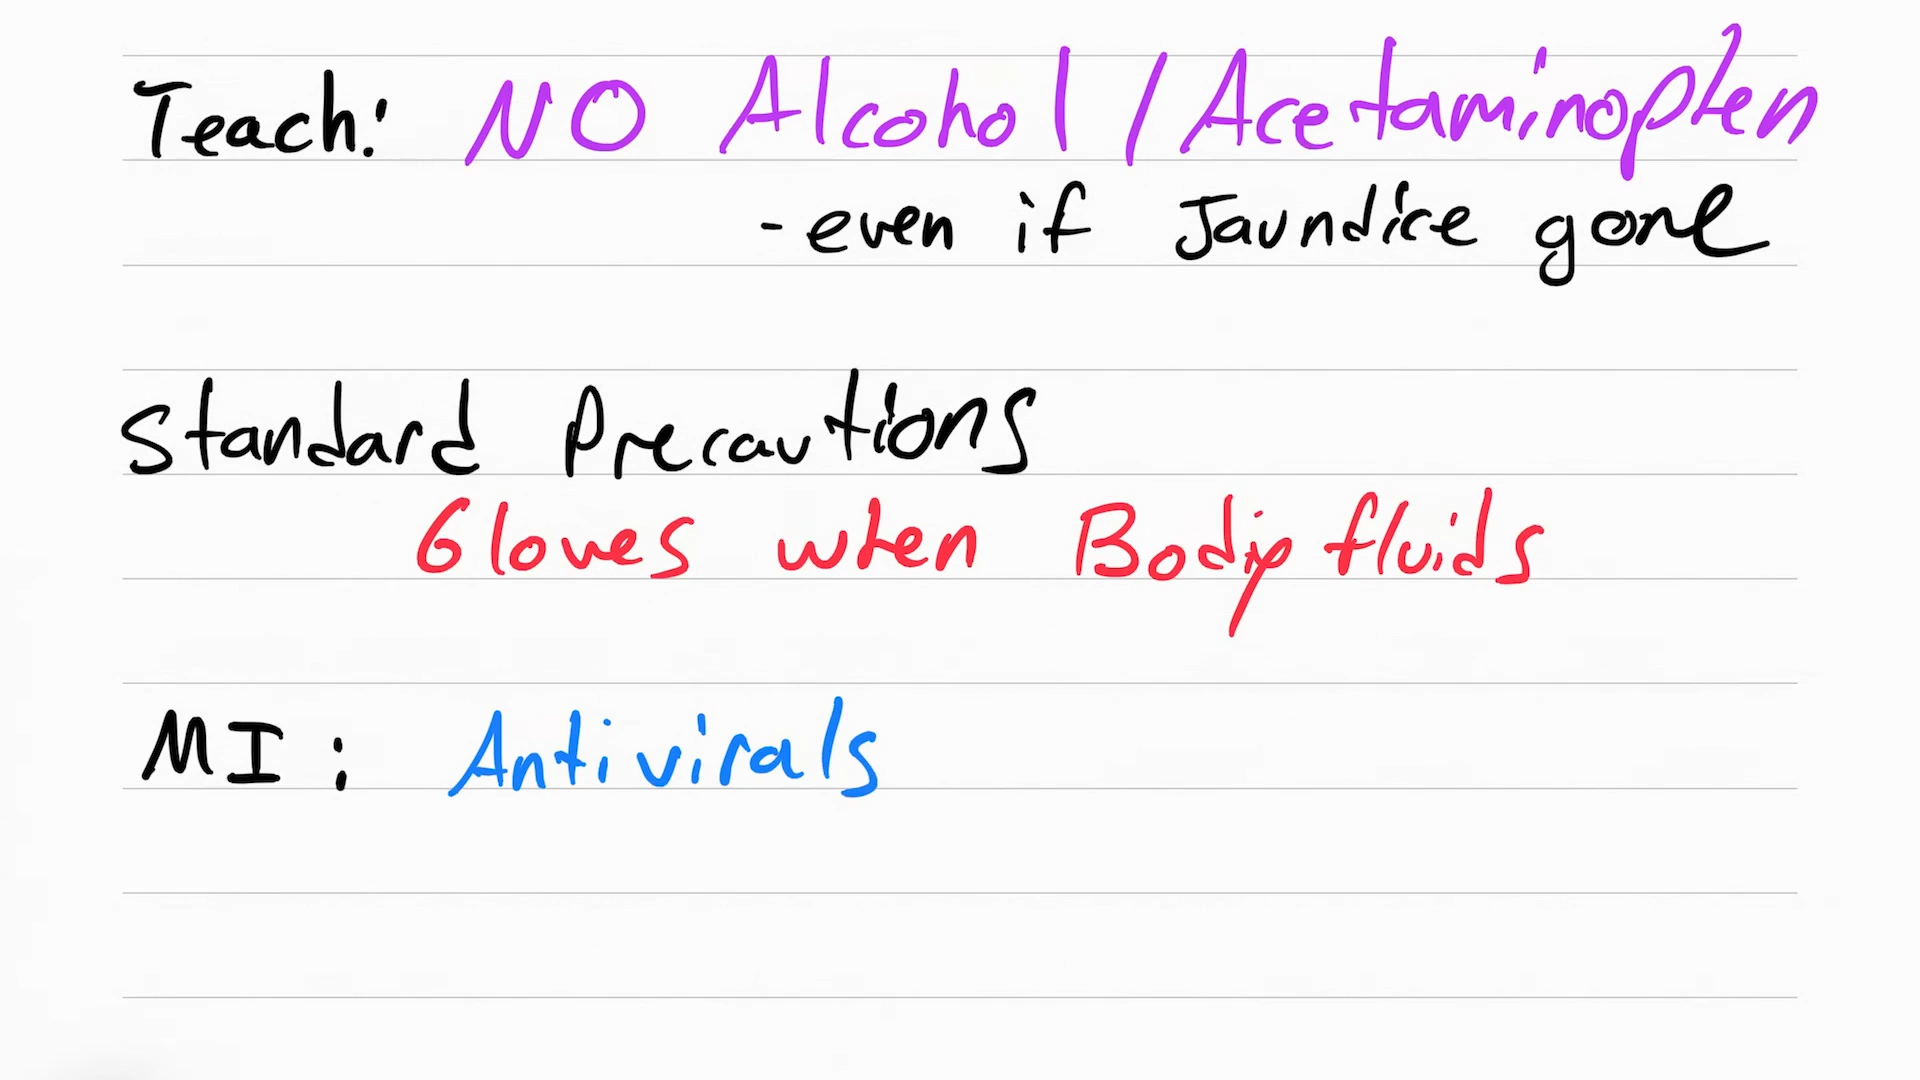 Teach: NO Alcohol / Acetaminophen
- even if Jaundice gone
Standard Precautions
Gloves when Body fluids
MI: Antivirals